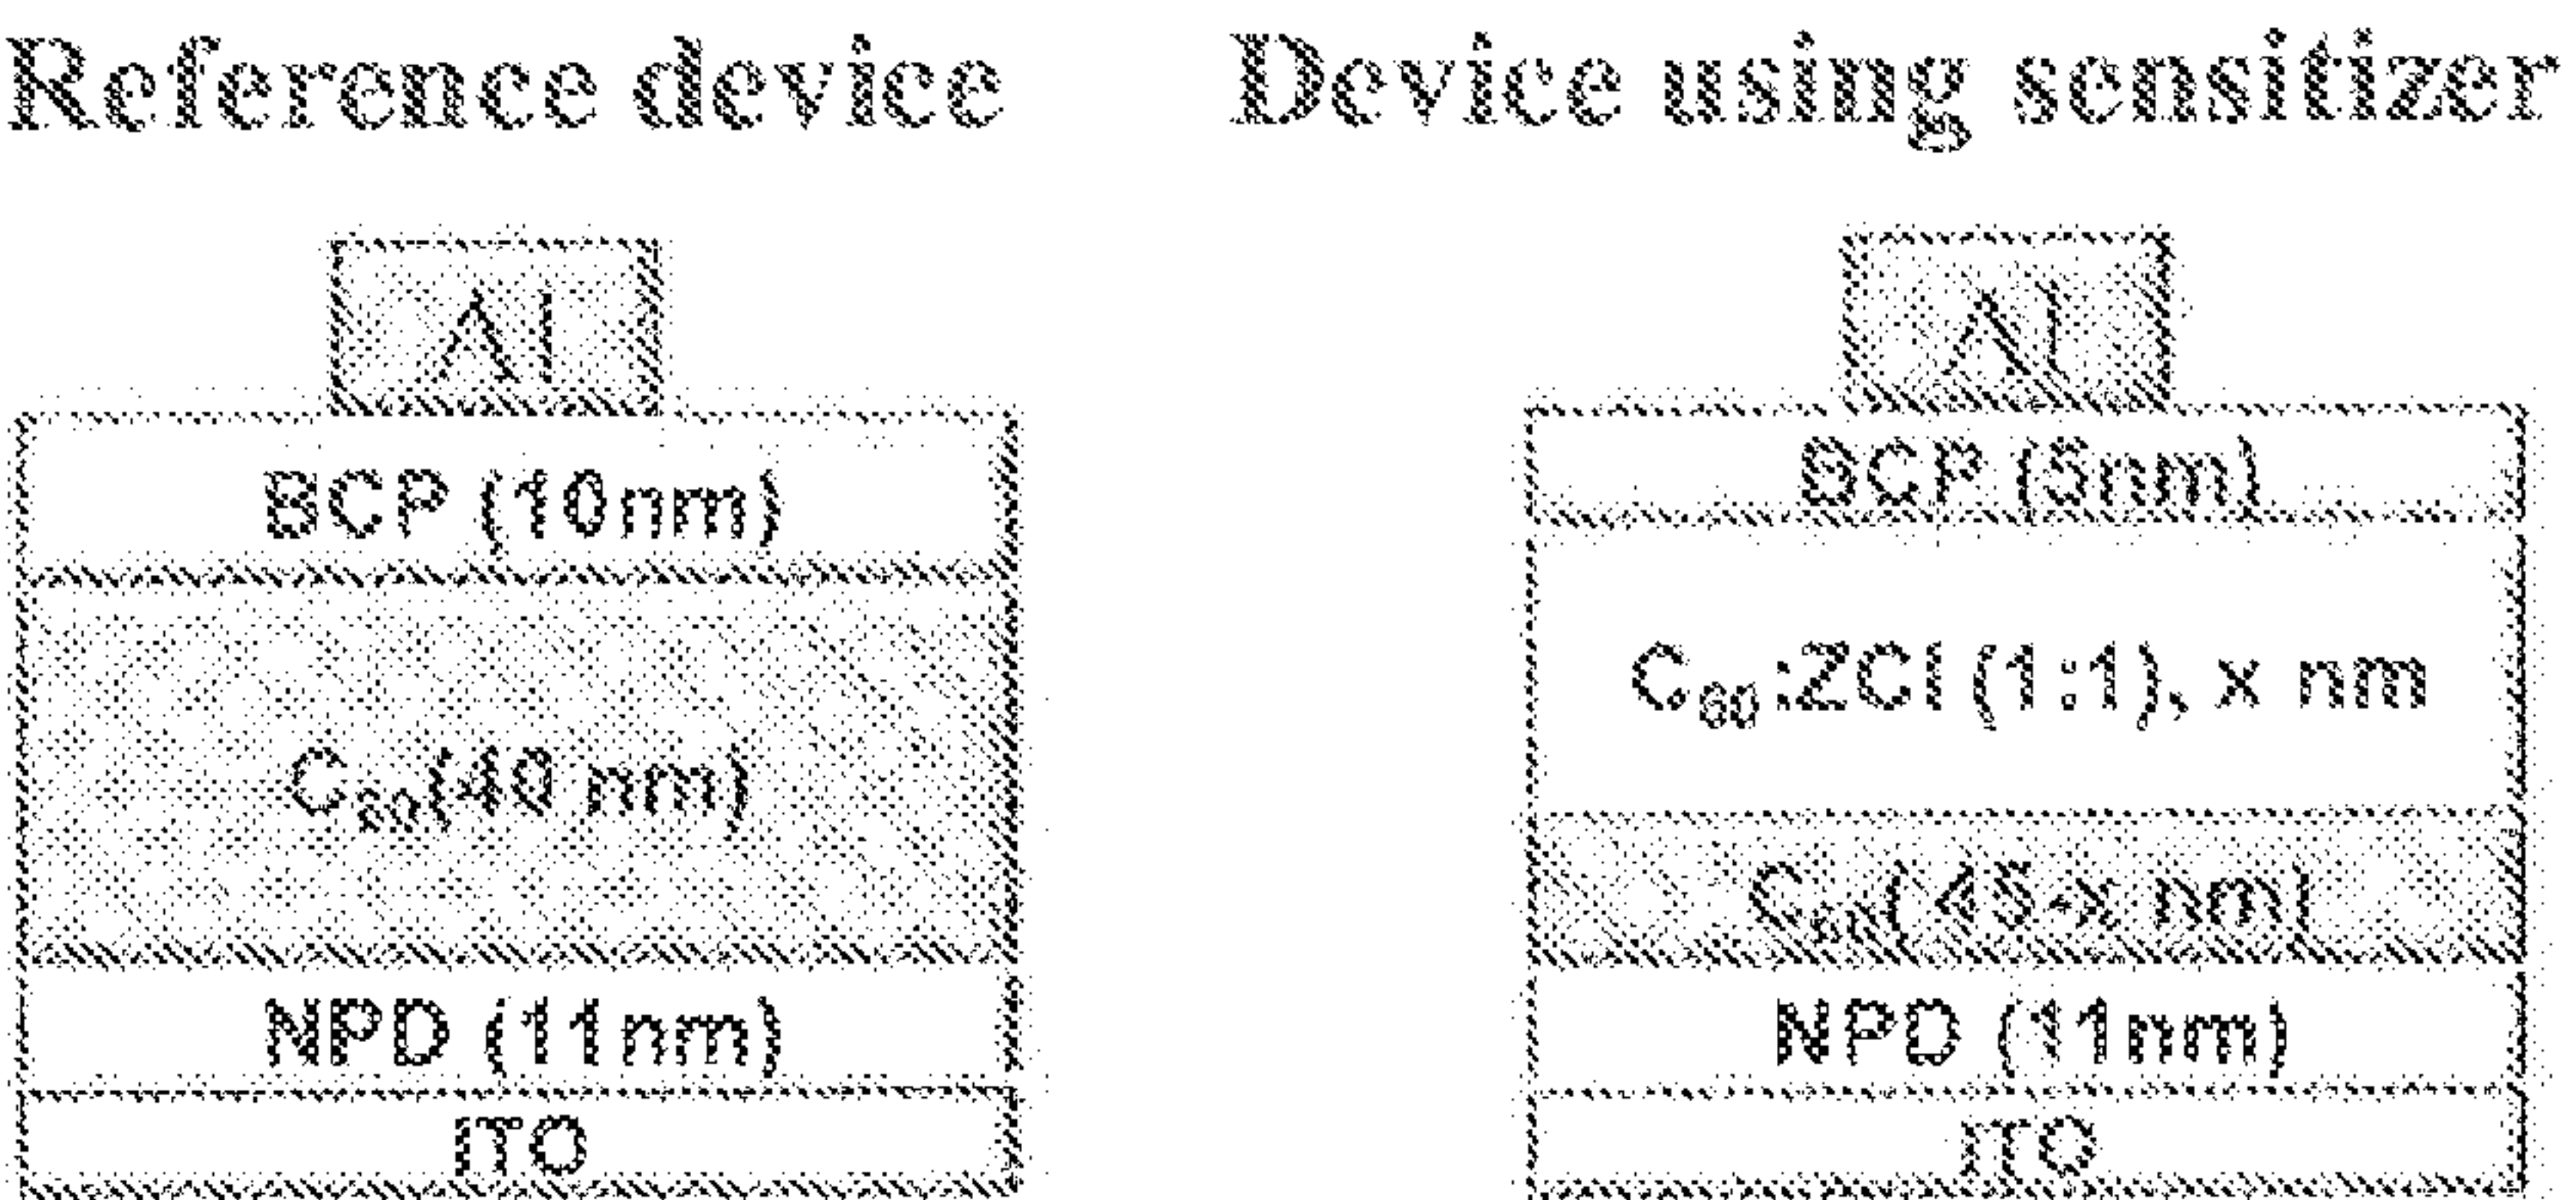 Reference device
Al
BCP (10nm)
C₆₀(40 nm)
NPD (11nm)
ITO
Device using sensitizer
Al
BCP (5nm)
C₆₀:ZCl (1:1), x nm
C₆₀( 45-x nm)
NPD (11nm)
ITO